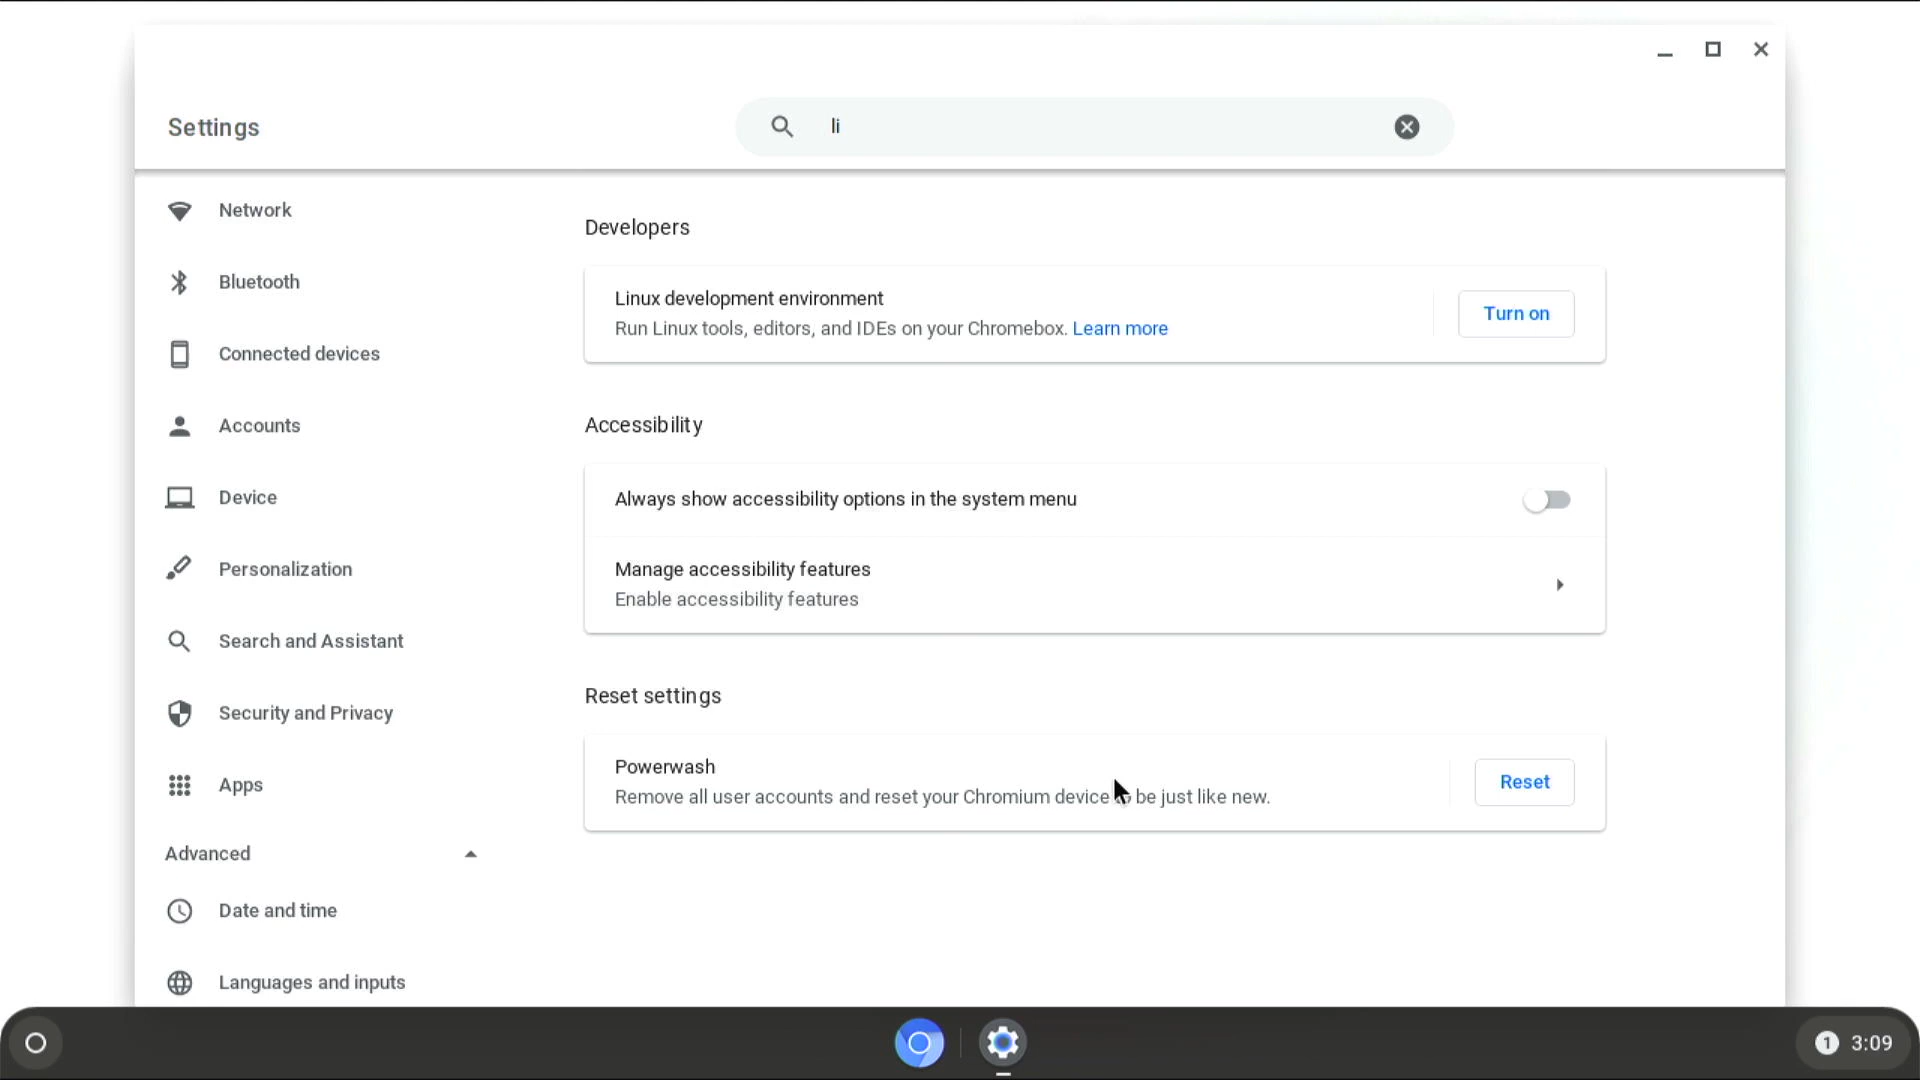 Settings
li
Network
Bluetooth
Connected devices
Accounts
Device
Personalization
Search and Assistant
Security and Privacy
Apps
Advanced
Date and time
Languages and inputs
Developers
Linux development environment
Run Linux tools, editors, and IDEs on your Chromebox. Learn more
Turn on
Accessibility
Always show accessibility options in the system menu
Manage accessibility features
Enable accessibility features
Reset settings
Powerwash
Remove all user accounts and reset your Chromium device be just like new.
Reset
1 3:09